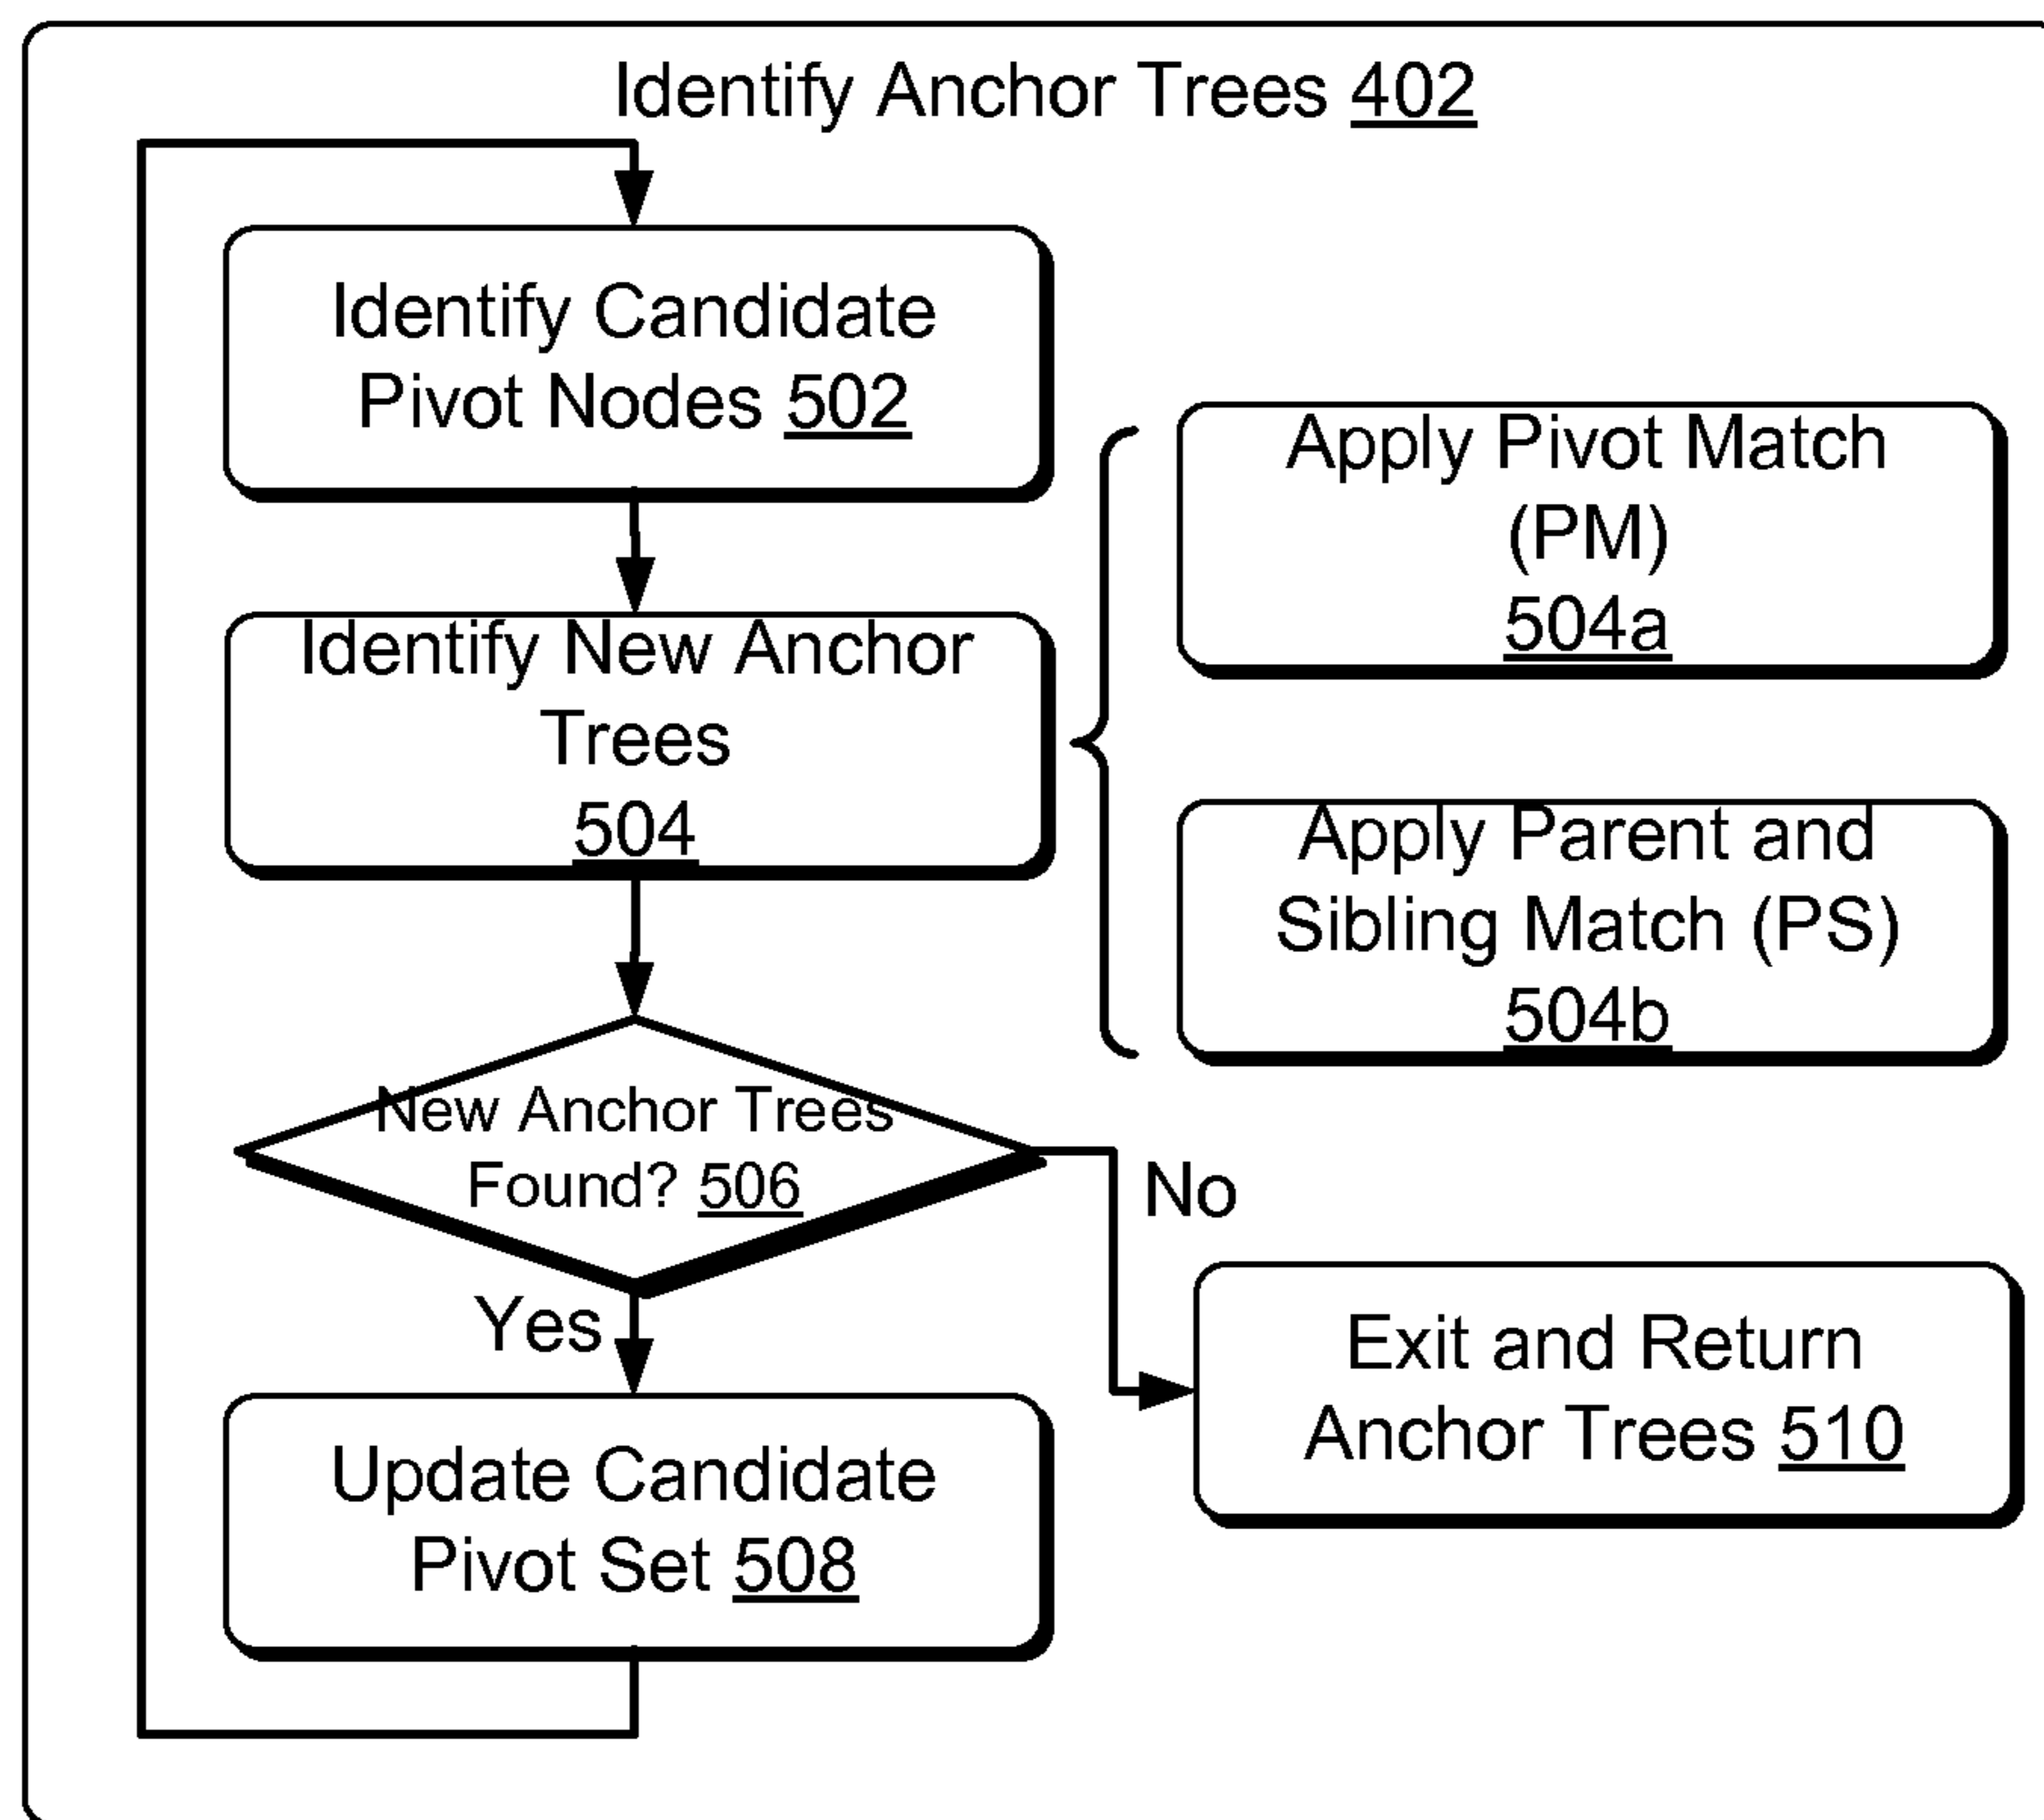 Identify Anchor Trees 402
Identify Candidate
Pivot Nodes 502
Identify New Anchor
Trees
504
Apply Pivot Match
(PM)
504a
Apply Parent and
Sibling Match (PS)
504b
New Anchor Trees
Found? 506
No
Yes
Exit and Return
Anchor Trees 510
Update Candidate
Pivot Set 508